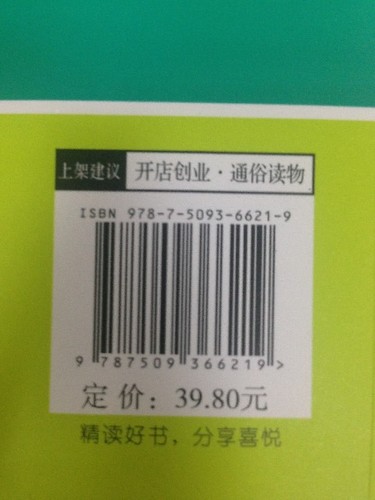 上架建议 开店创业·通俗读物
ISBN 978-7-5093-6621-9
9 787509 366219 >
定 价：39.80元
精读好书，分享喜悦